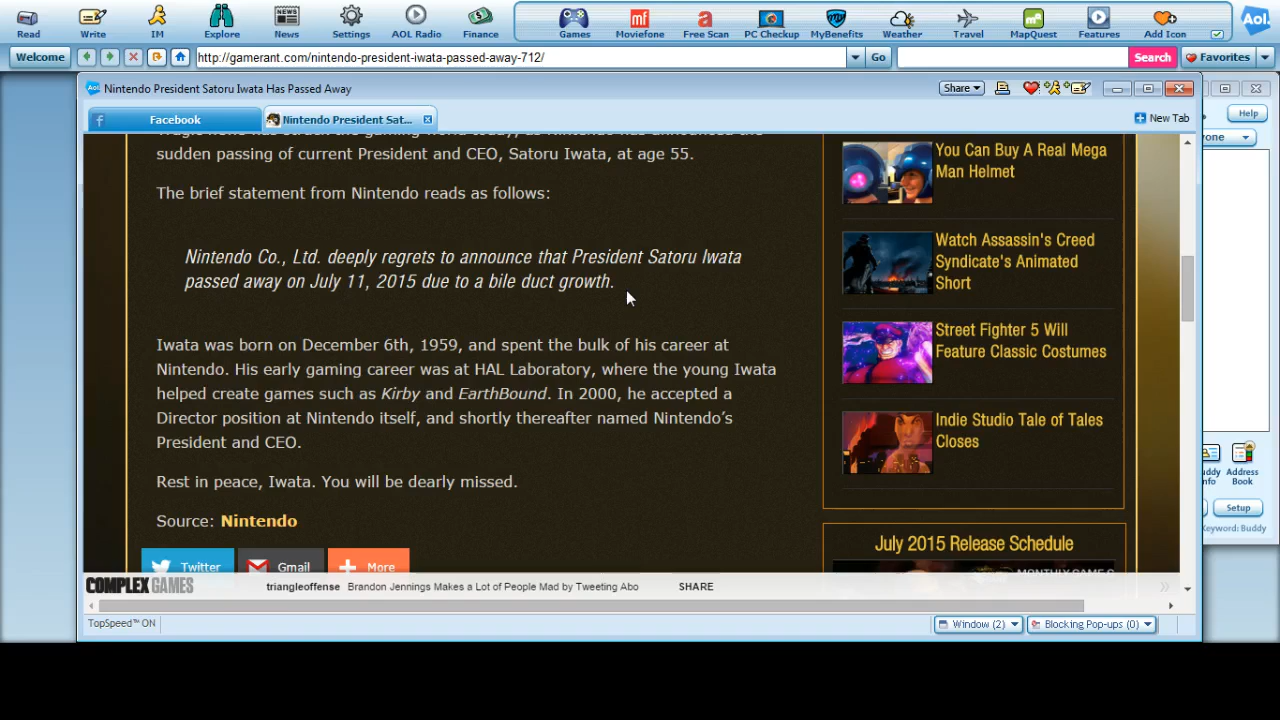 Read Write IM Explore News Settings AOL Radio Finance Games Moviefone Free Scan PC Checkup MyBenefits Weather Travel MapQuest Features Add Icon Aol.
Welcome http://gamerant.com/nintendo-president-iwata-passed-away-712/ Go Search Favorites
Aol Nintendo President Satoru Iwata Has Passed Away Share
Facebook Nintendo President Sat... New Tab
Help
sudden passing of current President and CEO, Satoru Iwata, at age 55.
The brief statement from Nintendo reads as follows:
Nintendo Co., Ltd. deeply regrets to announce that President Satoru Iwata
passed away on July 11, 2015 due to a bile duct growth.
Iwata was born on December 6th, 1959, and spent the bulk of his career at
Nintendo. His early gaming career was at HAL Laboratory, where the young Iwata
helped create games such as Kirby and EarthBound. In 2000, he accepted a
Director position at Nintendo itself, and shortly thereafter named Nintendo's
President and CEO.
Rest in peace, Iwata. You will be dearly missed.
Source: Nintendo
Twitter Gmail More
You Can Buy A Real Mega
Man Helmet
Watch Assassin's Creed
Syndicate's Animated
Short
Street Fighter 5 Will
Feature Classic Costumes
Indie Studio Tale of Tales
Closes
July 2015 Release Schedule
COMPLEX GAMES triangleoffense Brandon Jennings Makes a Lot of People Mad by Tweeting Abo SHARE
TopSpeed™ ON Window (2) Blocking Pop-ups (0)
Address
Book
Setup
Keyword: Buddy